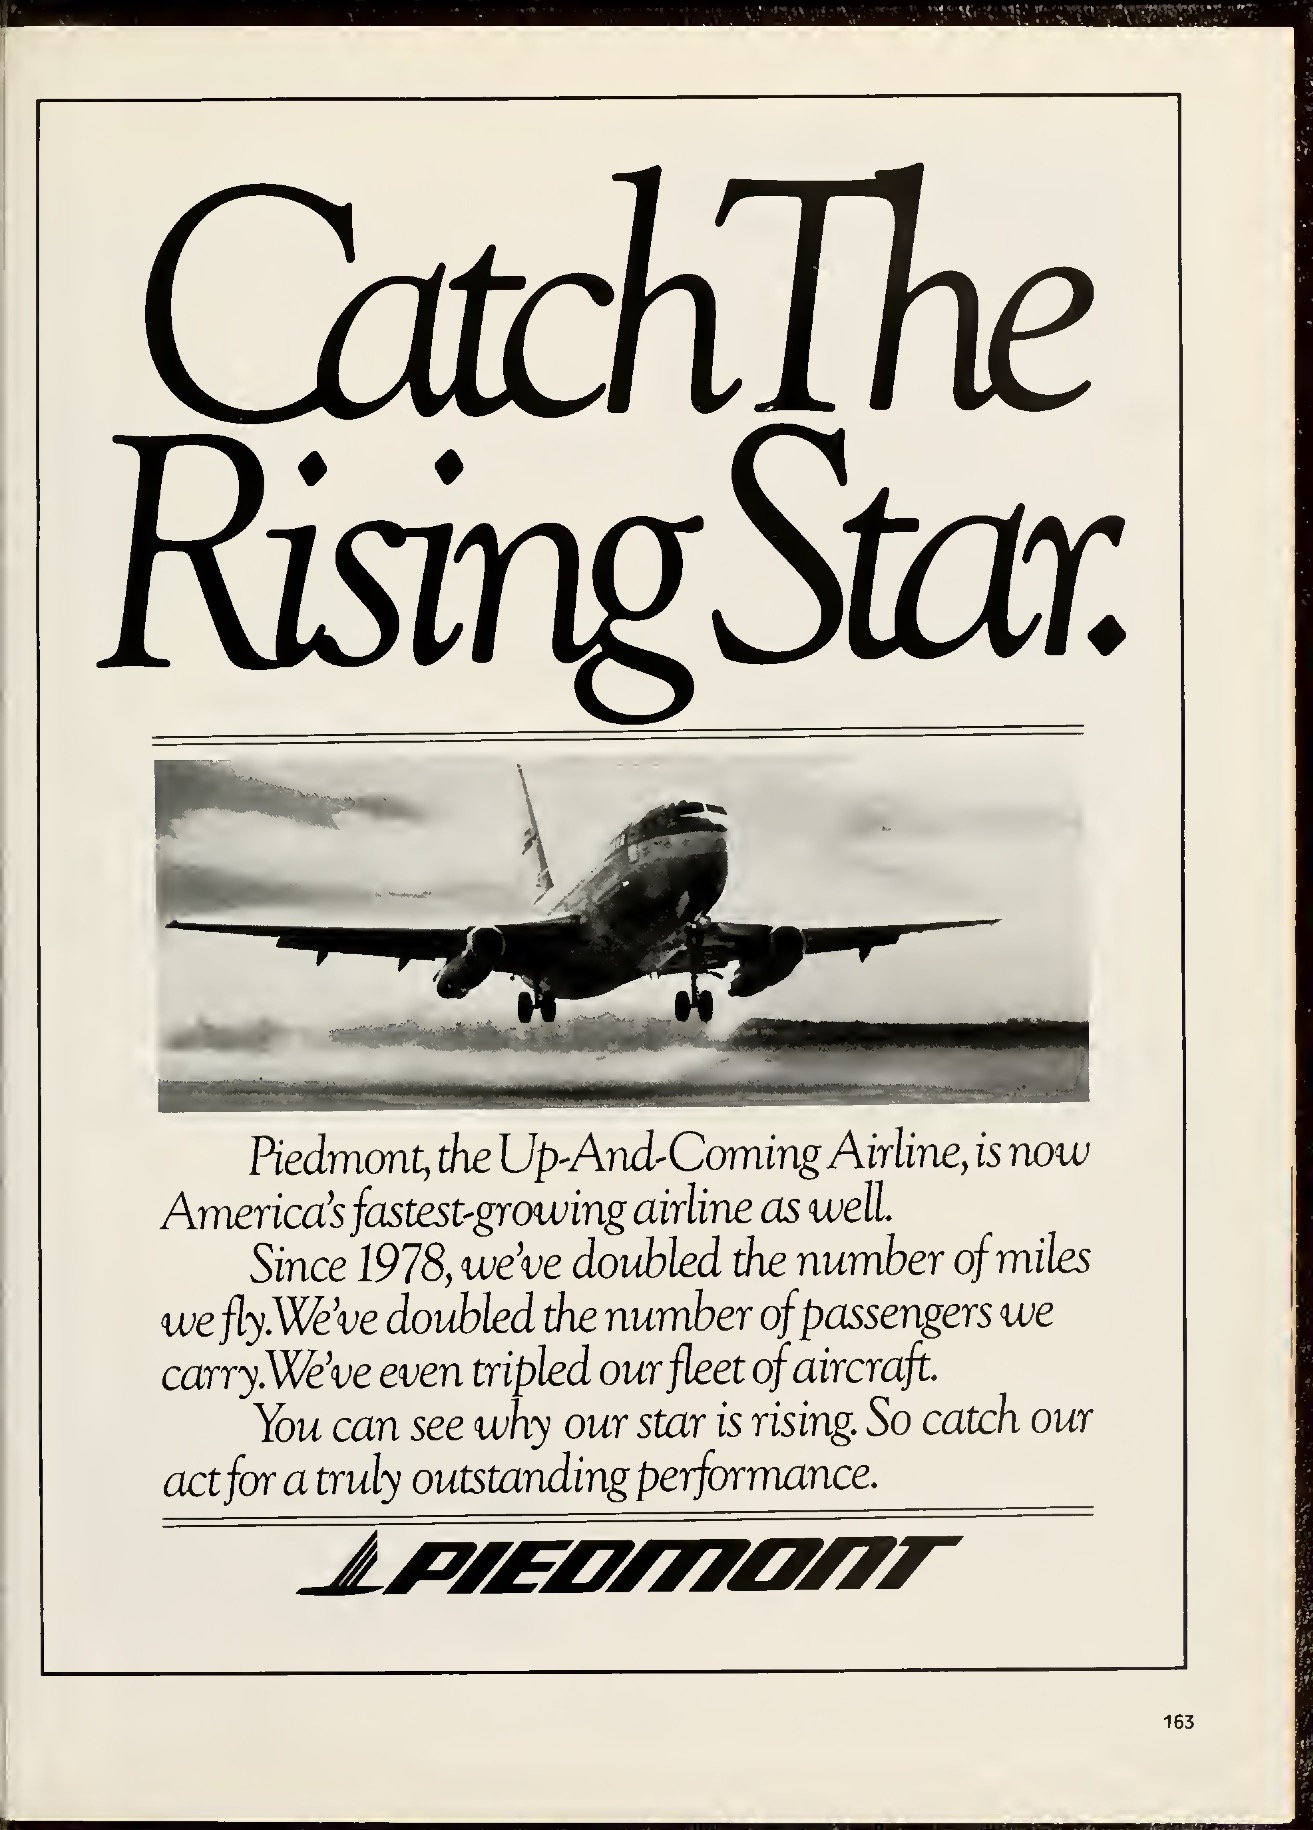 Catch The
Rising Star.
Piedmont, the Up-And-Coming Airline, is now
America's fastest-growing airline as well.
Since 1978, we've doubled the number of miles
we fly. We've doubled the number of passengers we
carry. We've even tripled our fleet of aircraft.
You can see why our star is rising. So catch our
act for a truly outstanding performance.
PIEDMONT
163